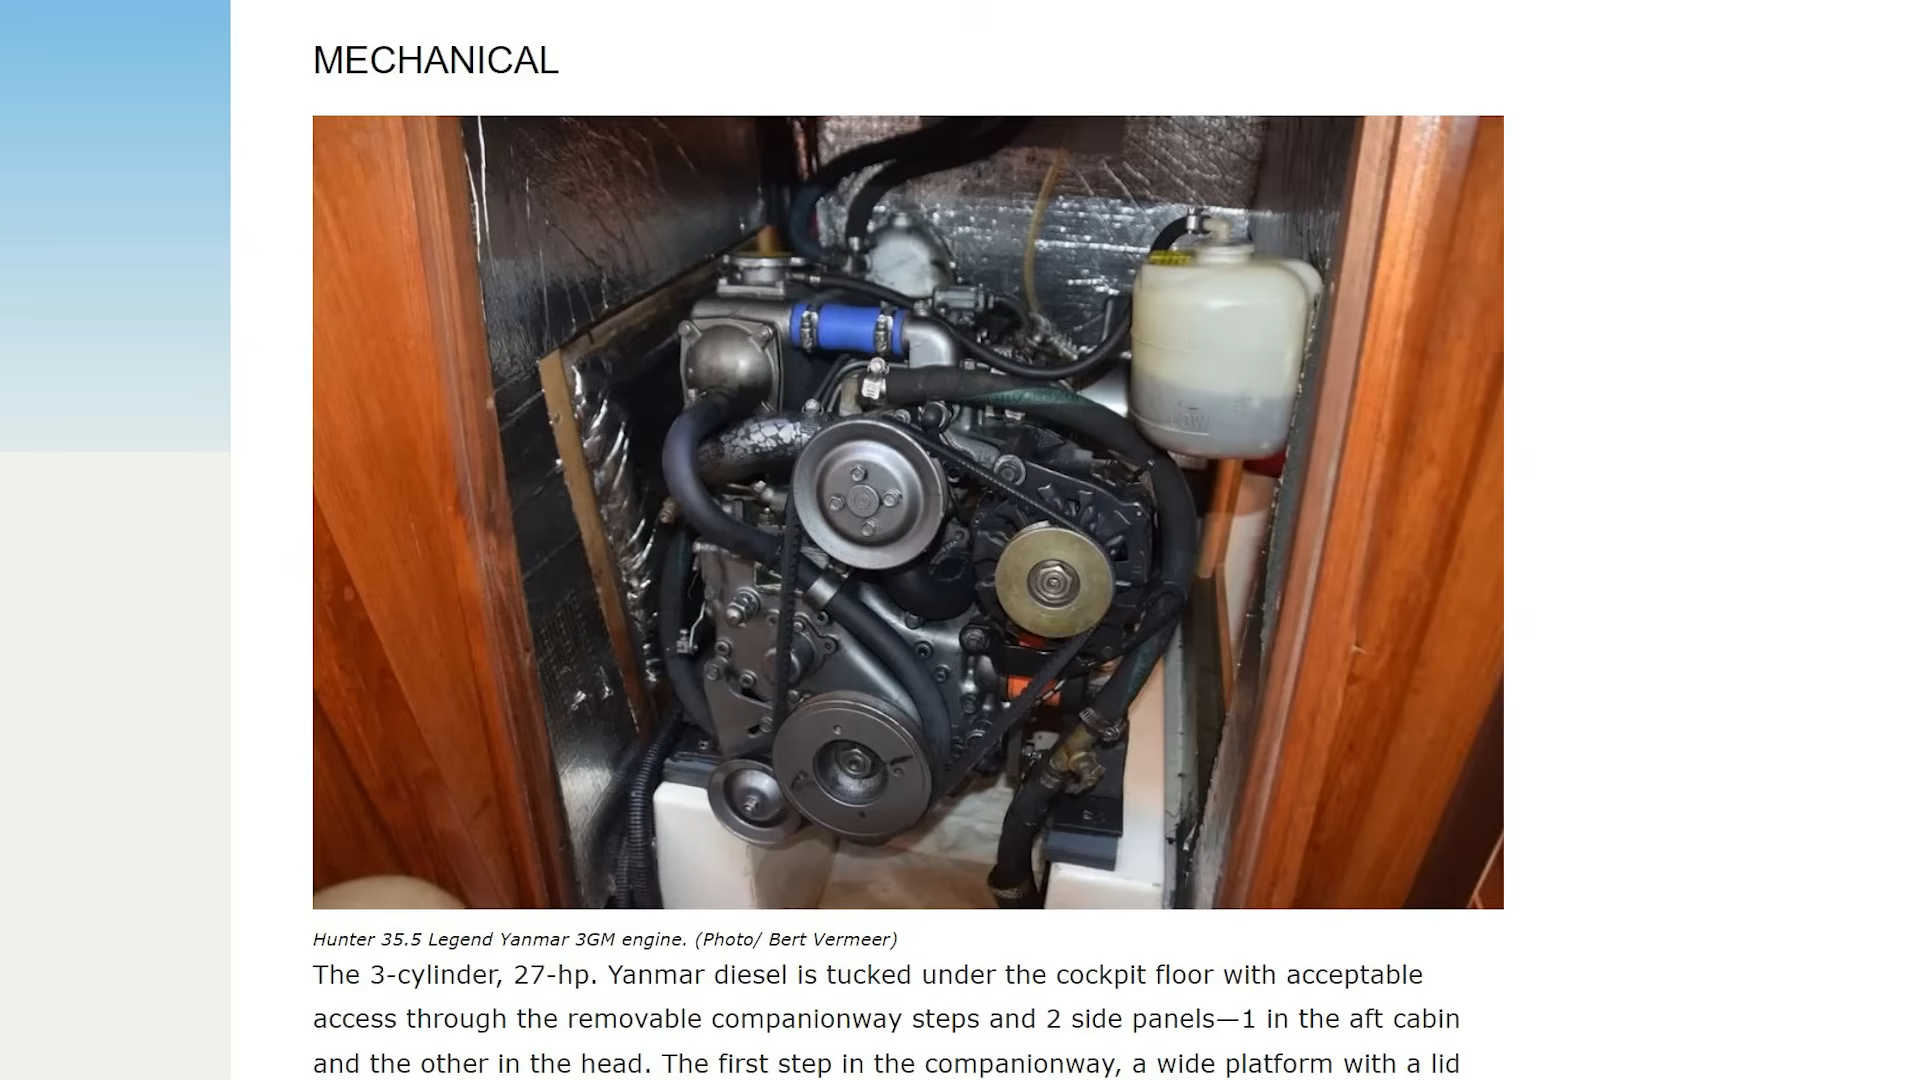 MECHANICAL
LOW
Hunter 35.5 Legend Yanmar 3GM engine. (Photo/ Bert Vermeer)
The 3-cylinder, 27-hp. Yanmar diesel is tucked under the cockpit floor with acceptable
access through the removable companionway steps and 2 side panels—1 in the aft cabin
and the other in the head. The first step in the companionway, a wide platform with a lid